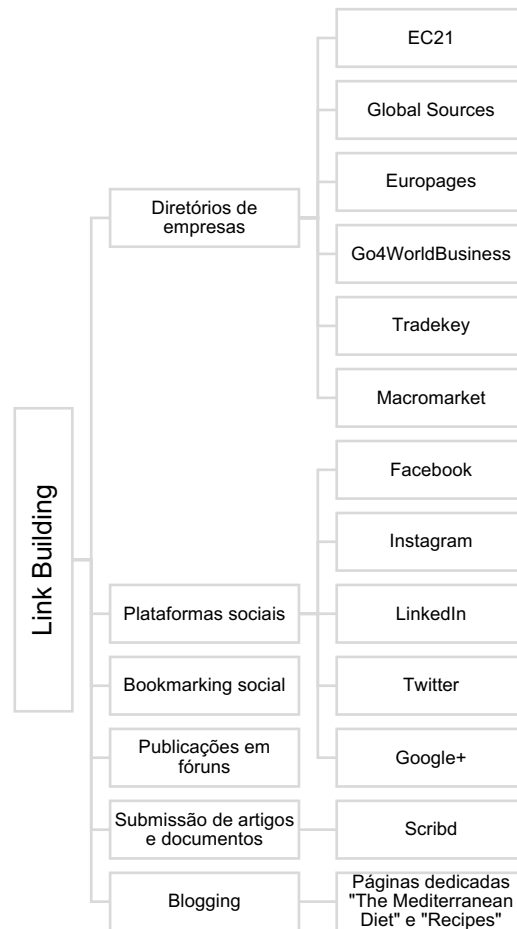 Link Building
Diretórios de
empresas
EC21
Global Sources
Europages
Go4WorldBusiness
Tradekey
Macromarket
Plataformas sociais
Facebook
Instagram
LinkedIn
Twitter
Google+
Bookmarking social
Publicações em
fóruns
Submissão de artigos
e documentos
Scribd
Blogging
Páginas dedicadas
"The Mediterranean
Diet" e "Recipes"